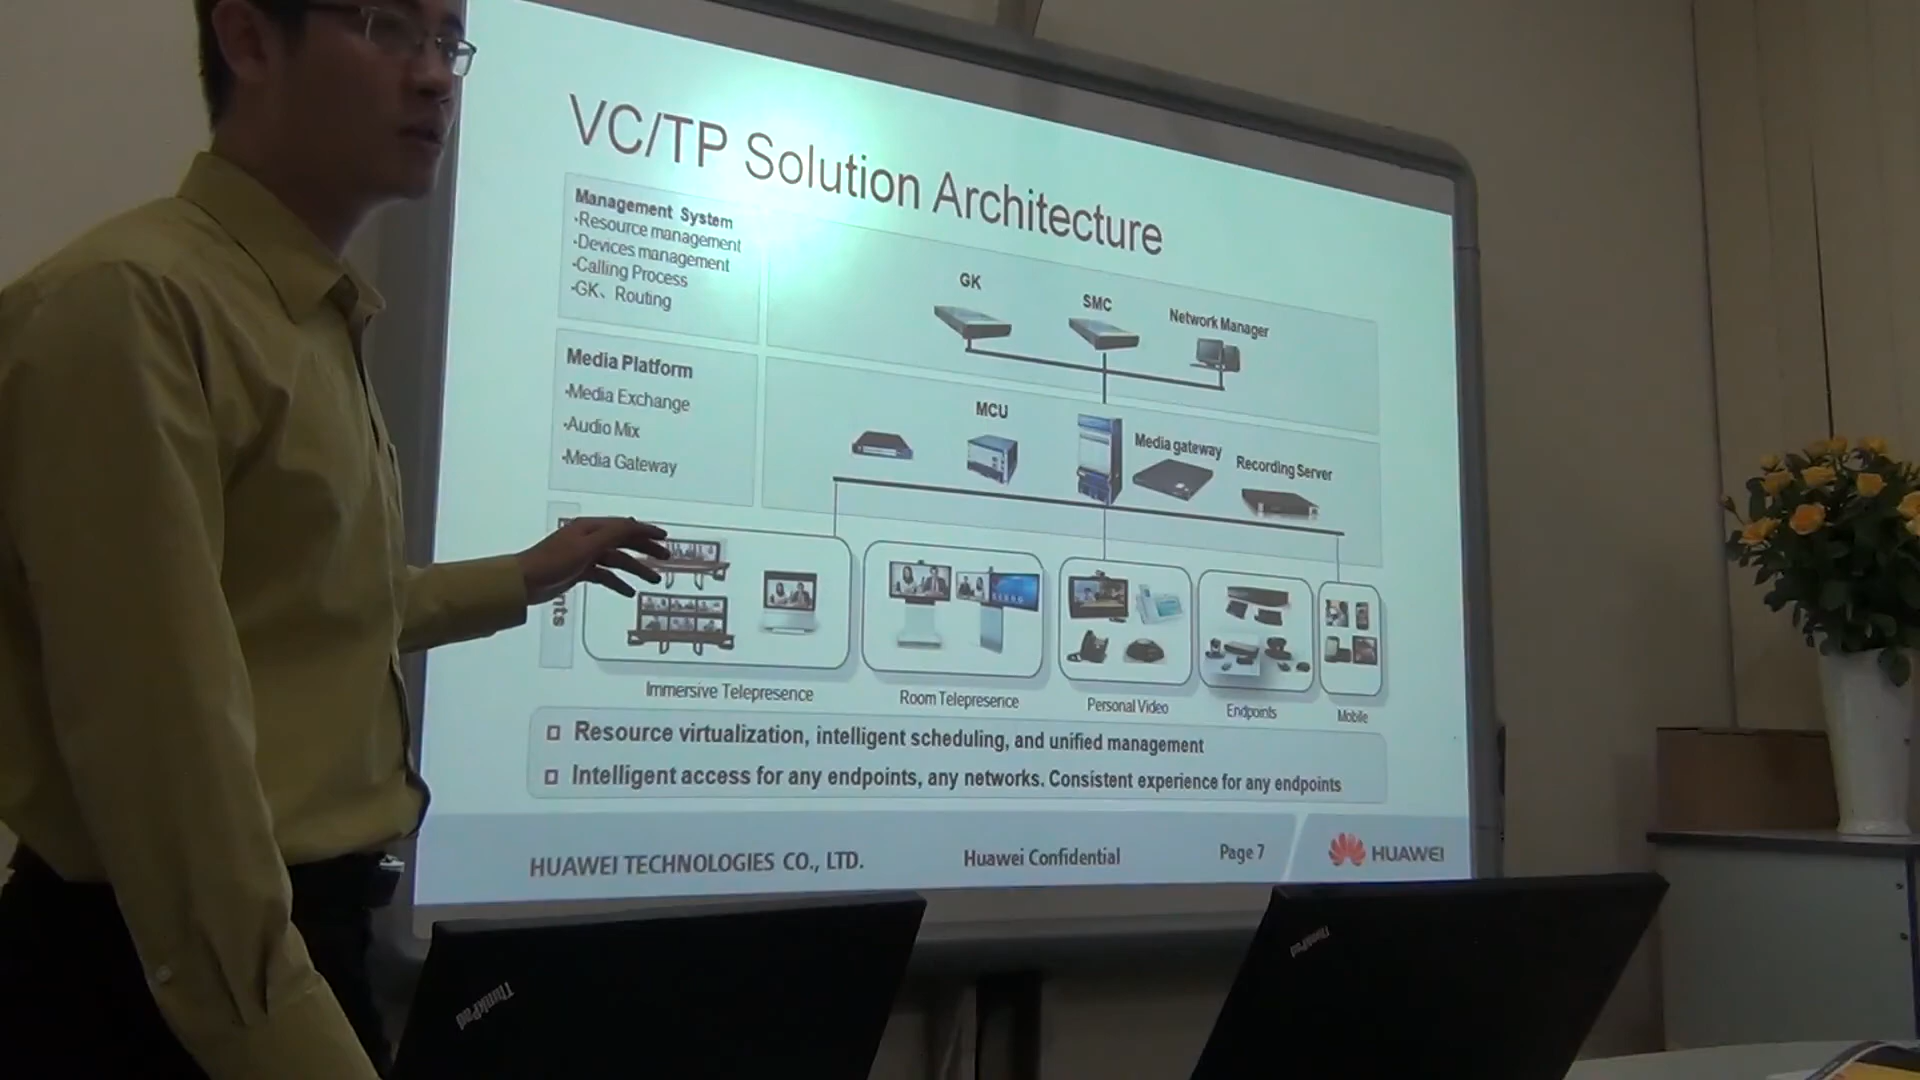 VC/TP Solution Architecture
Management System
·Resource management
·Devices management
·Calling Process
·GK、Routing
GK
SMC
Network Manager
Media Platform
·Media Exchange
·Audio Mix
·Media Gateway
MCU
Media gateway
Recording Server
Immersive Telepresence
Room Telepresence
Personal Video
Endpoints
Mobile
Resource virtualization, intelligent scheduling, and unified management
Intelligent access for any endpoints, any networks. Consistent experience for any endpoints
HUAWEI TECHNOLOGIES CO., LTD.
Huawei Confidential
Page 7
HUAWEI
ThinkPad
ThinkPad